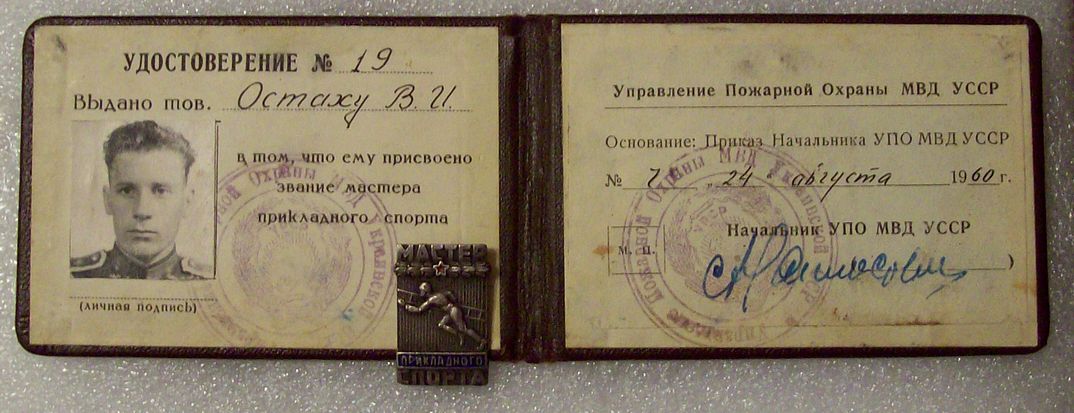 УДОСТОВЕРЕНИЕ № 19
Выдано тов. Остаху В.И.
в том, что ему присвоено
звание мастера
прикладного спорта
(личная подпись)
МАСТЕР
ПРИКЛАДНОГО
СПОРТА
Управление Пожарной Охраны МВД УССР
Основание: Приказ Начальника УПО МВД УССР
№ 7 „24" августа 1960 г.
Начальник УПО МВД УССР
М. П.
)